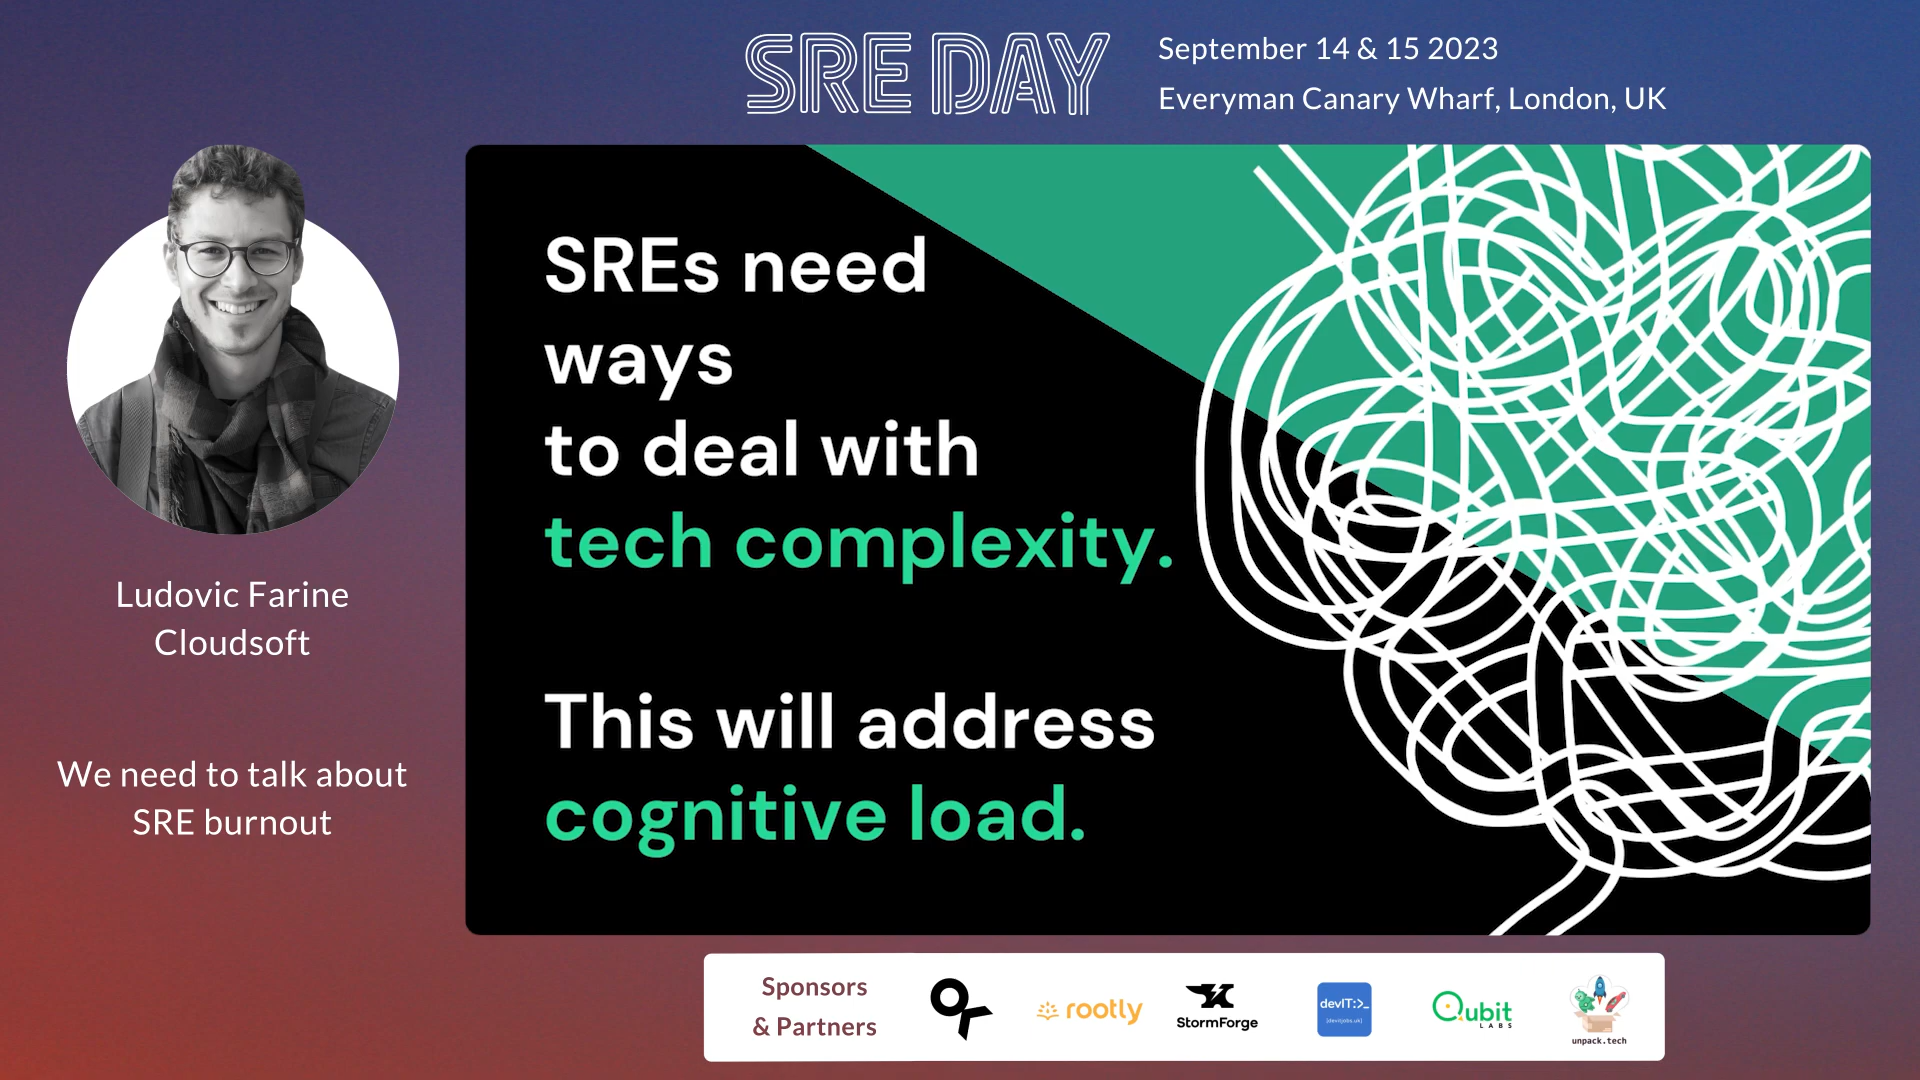 SRE DAY
September 14 & 15 2023
Everyman Canary Wharf, London, UK
SREs need
ways
to deal with
tech complexity.
This will address
cognitive load.
Ludovic Farine
Cloudsoft
We need to talk about
SRE burnout
Sponsors
& Partners
rootly
StormForge
devIT:>_
[devitjobs.uk]
Qubit
LABS
unpack.tech